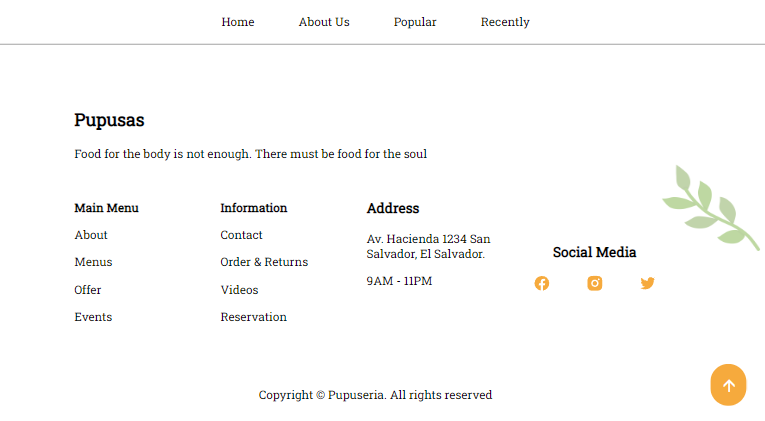 Home About Us Popular Recently
Pupusas
Food for the body is not enough. There must be food for the soul
Main Menu
About
Menus
Offer
Events
Information
Contact
Order & Returns
Videos
Reservation
Address
Av. Hacienda 1234 San
Salvador, El Salvador.
9AM - 11PM
Social Media
Copyright © Pupuseria. All rights reserved